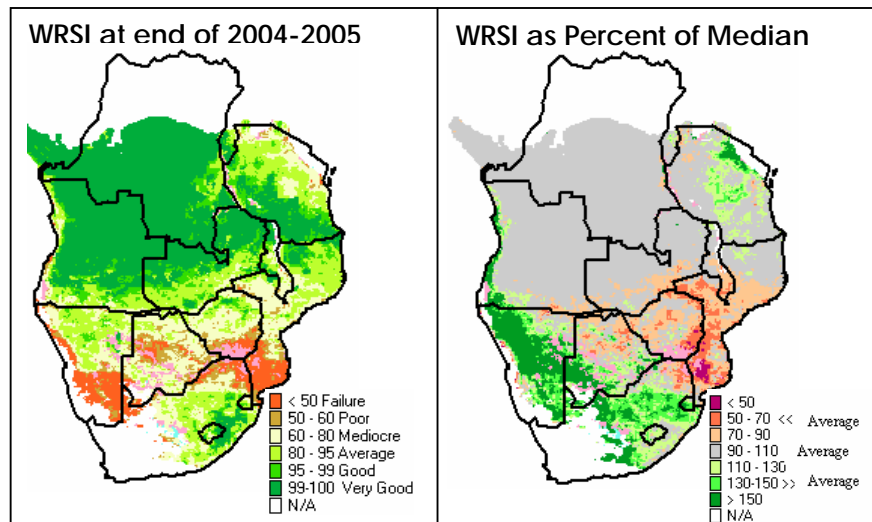 WRSI at end of 2004-2005
< 50 Failure
50 - 60 Poor
60 - 80 Mediocre
80 - 95 Average
95 - 99 Good
99-100 Very Good
N/A
WRSI as Percent of Median
< 50
50 - 70 << Average
70 - 90
90 - 110 Average
110 - 130
130-150 >> Average
> 150
N/A